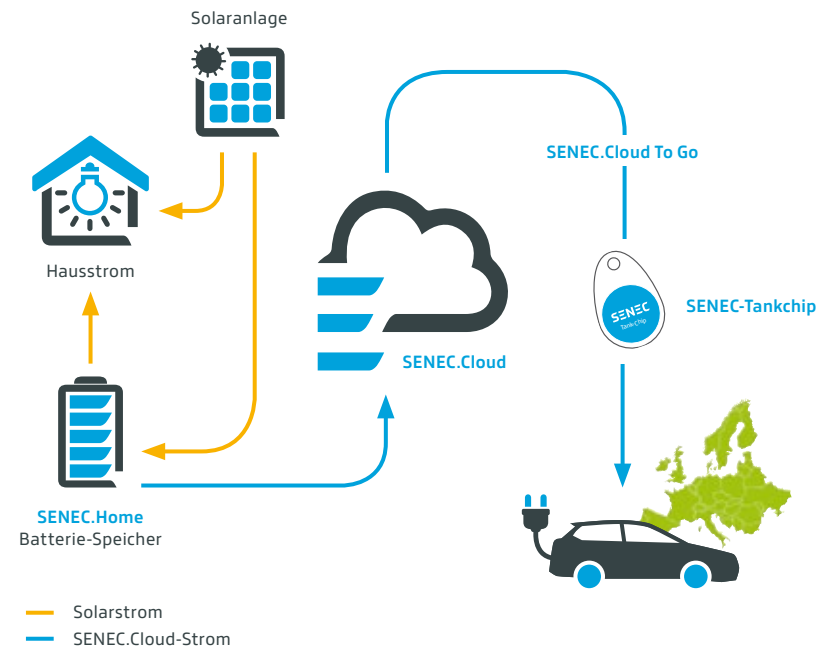 Solaranlage
SENEC.Cloud To Go
Hausstrom
SENEC
Tank-Chip
SENEC-Tankchip
SENEC.Cloud
SENEC.Home
Batterie-Speicher
Solarstrom
SENEC.Cloud-Strom